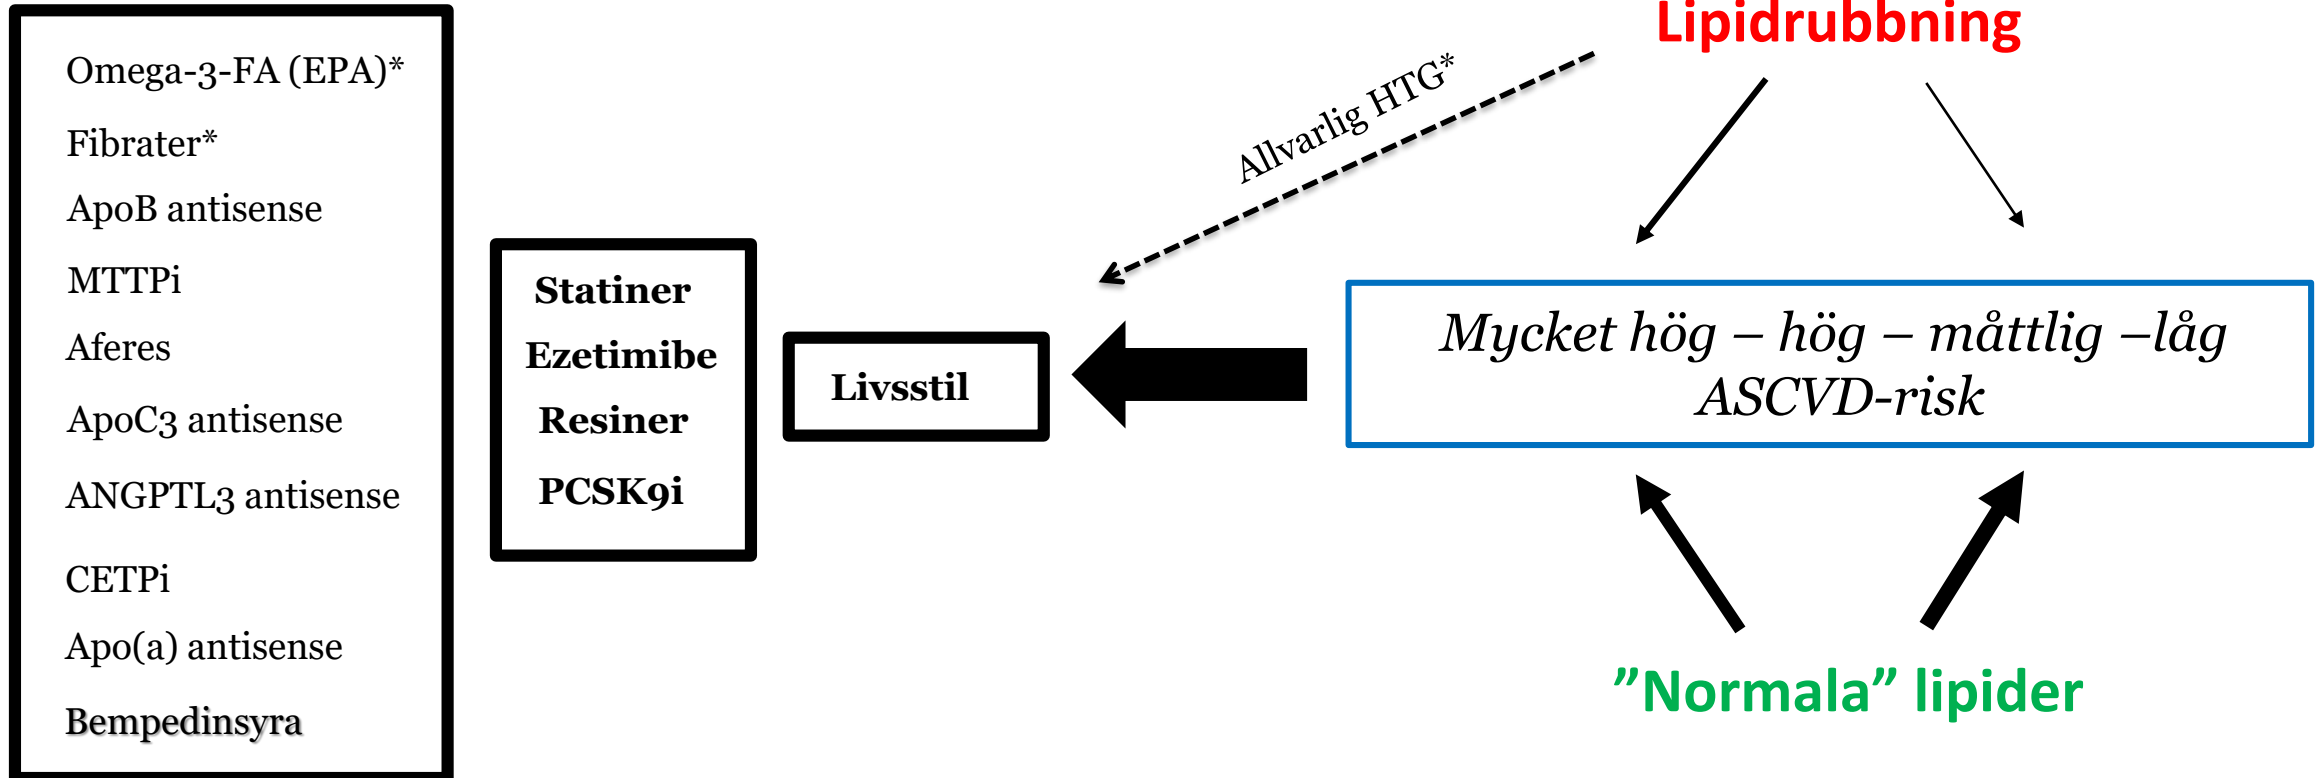 Omega-3-FA (EPA)*
Fibrater*
ApoB antisense
MTTPi
Aferes
ApoC3 antisense
ANGPTL3 antisense
CETPi
Apo(a) antisense
Bempedinsyra
Statiner
Ezetimibe
Resiner
PCSK9i
Livsstil
Allvarlig HTG*
Lipidrubbning
Mycket hög – hög – måttlig –låg
ASCVD-risk
”Normala” lipider